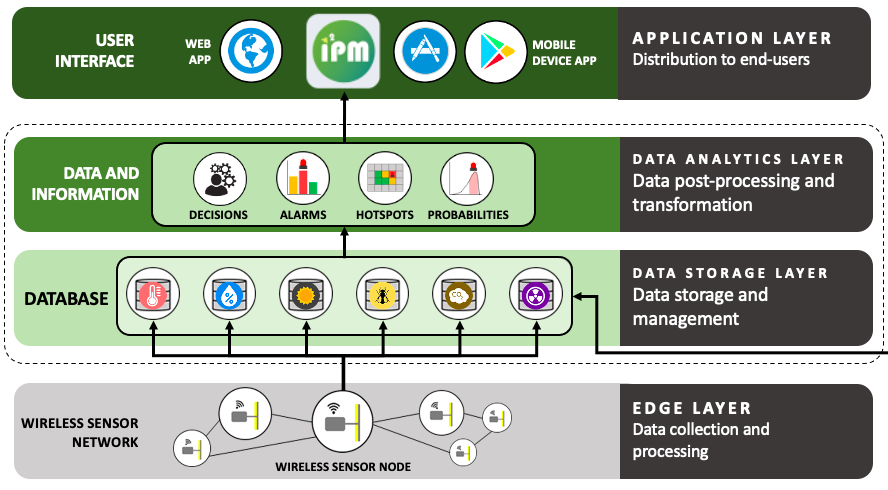 USER
INTERFACE
WEB
APP
i²PM
MOBILE
DEVICE APP
APPLICATION LAYER
Distribution to end-users
DATA AND
INFORMATION
DECISIONS
ALARMS
HOTSPOTS
PROBABILITIES
DATA ANALYTICS LAYER
Data post-processing and
transformation
DATABASE
%
CO₂
DATA STORAGE LAYER
Data storage and
management
WIRELESS SENSOR
NETWORK
WIRELESS SENSOR NODE
EDGE LAYER
Data collection and
processing